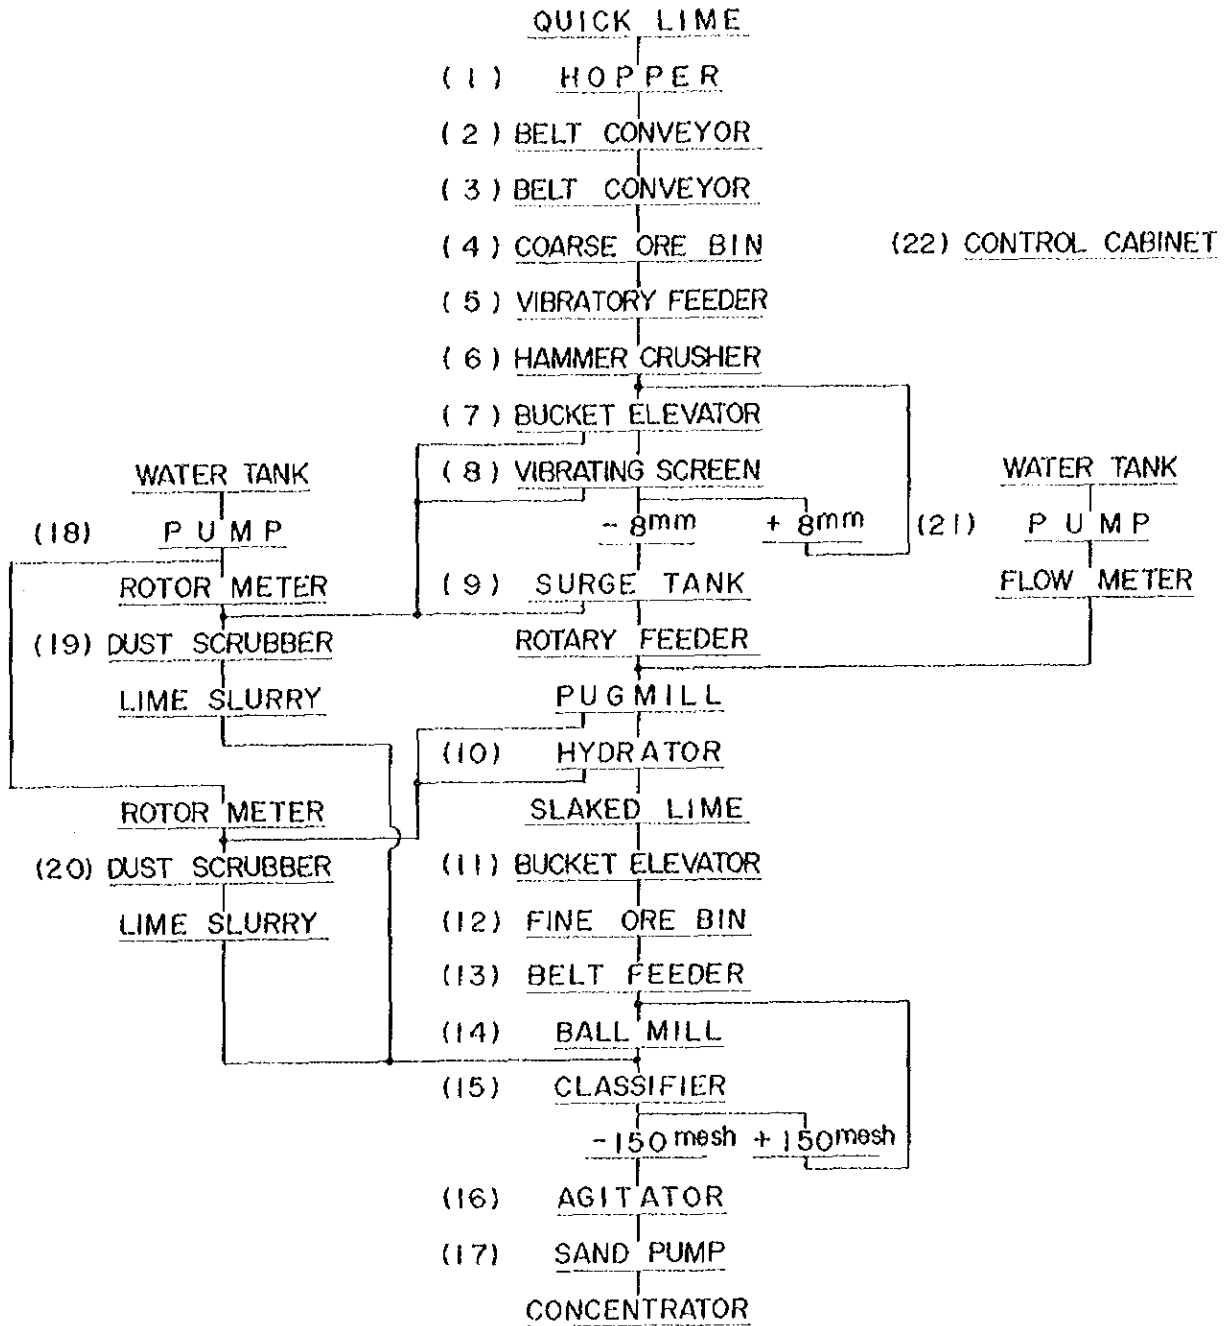 QUICK LIME
(1) HOPPER
(2) BELT CONVEYOR
(3) BELT CONVEYOR
(4) COARSE ORE BIN
(22) CONTROL CABINET
(5) VIBRATORY FEEDER
(6) HAMMER CRUSHER
(7) BUCKET ELEVATOR
WATER TANK
(8) VIBRATING SCREEN
WATER TANK
(18) PUMP
-8mm
+8mm
(21) PUMP
ROTOR METER
(9) SURGE TANK
FLOW METER
(19) DUST SCRUBBER
ROTARY FEEDER
LIME SLURRY
PUGMILL
(10) HYDRATOR
ROTOR METER
SLAKED LIME
(20) DUST SCRUBBER
(11) BUCKET ELEVATOR
LIME SLURRY
(12) FINE ORE BIN
(13) BELT FEEDER
(14) BALL MILL
(15) CLASSIFIER
-150 mesh
+150 mesh
(16) AGITATOR
(17) SAND PUMP
CONCENTRATOR